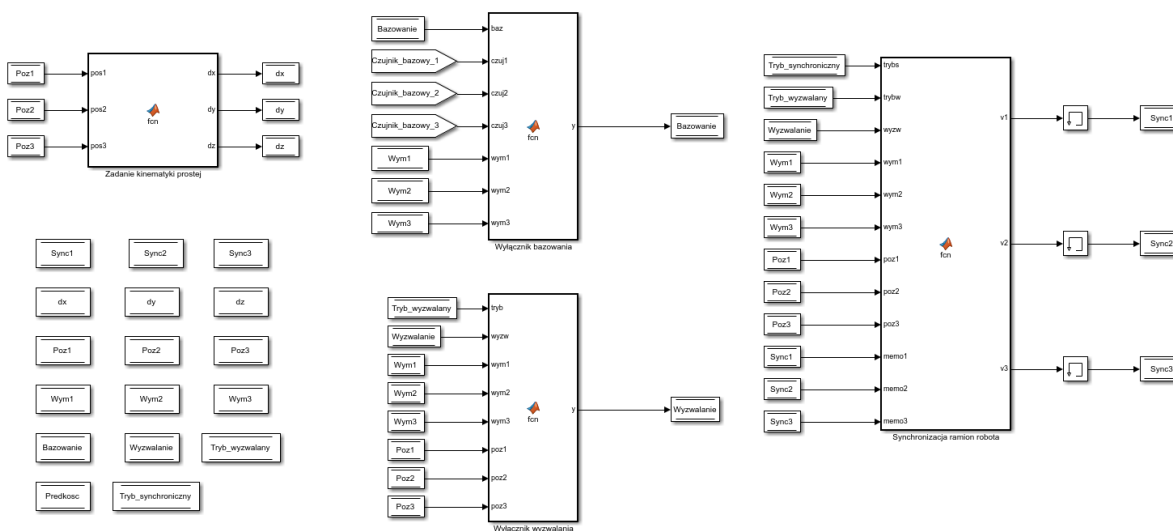 Poz1
Poz2
Poz3
pos1
pos2
pos3
fcn
dx
dy
dz
dx
dy
dz
Zadanie kinematyki prostej
Sync1
Sync2
Sync3
dx
dy
dz
Poz1
Poz2
Poz3
Wym1
Wym2
Wym3
Bazowanie
Wyzwalanie
Tryb_wyzwalany
Predkosc
Tryb_synchroniczny
Bazowanie
Czujnik_bazowy_1
Czujnik_bazowy_2
Czujnik_bazowy_3
Wym1
Wym2
Wym3
baz
czuj1
czuj2
czuj3
wym1
wym2
wym3
fcn
y
Bazowanie
Wyłącznik bazowania
Tryb_wyzwalany
Wyzwalanie
Wym1
Wym2
Wym3
Poz1
Poz2
Poz3
tryb
wyzw
wym1
wym2
wym3
poz1
poz2
poz3
fcn
y
Wyzwalanie
Wyłącznik wyzwalania
Tryb_synchroniczny
Tryb_wyzwalany
Wyzwalanie
Wym1
Wym2
Wym3
Poz1
Poz2
Poz3
Sync1
Sync2
Sync3
trybs
trybw
wyzw
wym1
wym2
wym3
poz1
poz2
poz3
memo1
memo2
memo3
fcn
v1
v2
v3
Sync1
Sync2
Sync3
Synchronizacja ramion robota